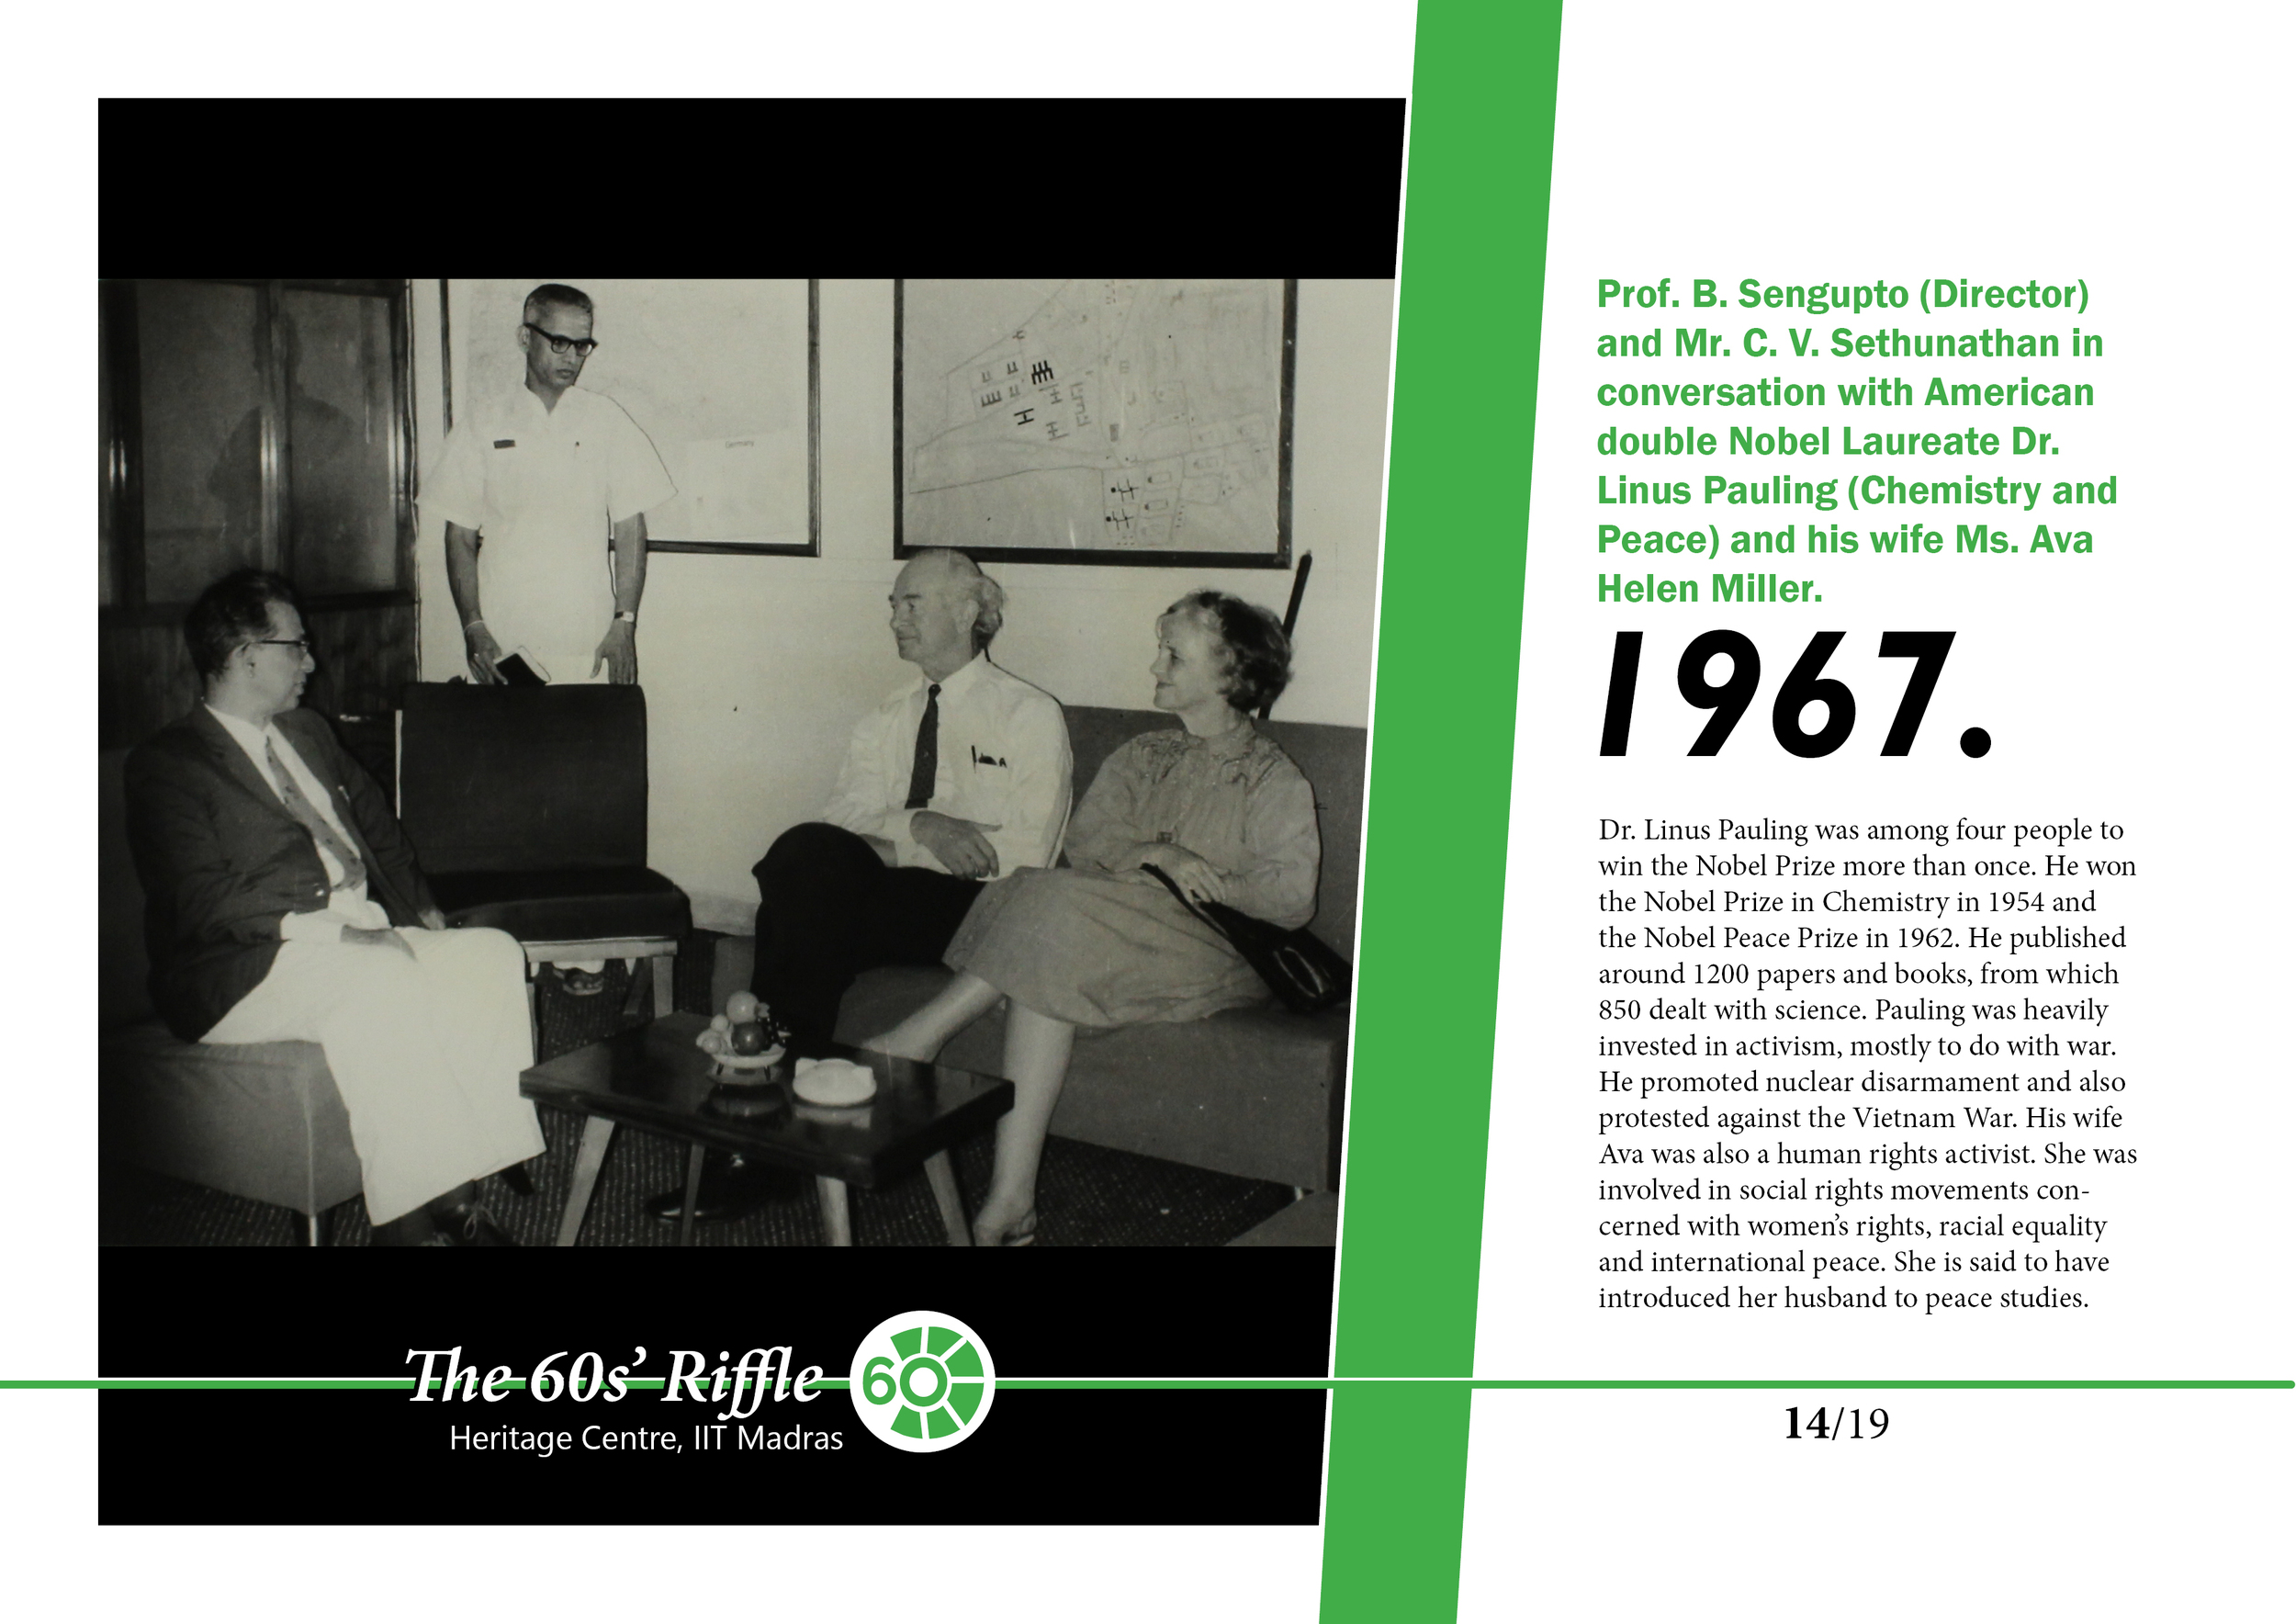 Germany
Prof. B. Sengupto (Director)
and Mr. C. V. Sethunathan in
conversation with American
double Nobel Laureate Dr.
Linus Pauling (Chemistry and
Peace) and his wife Ms. Ava
Helen Miller.
1967.
Dr. Linus Pauling was among four people to
win the Nobel Prize more than once. He won
the Nobel Prize in Chemistry in 1954 and
the Nobel Peace Prize in 1962. He published
around 1200 papers and books, from which
850 dealt with science. Pauling was heavily
invested in activism, mostly to do with war.
He promoted nuclear disarmament and also
protested against the Vietnam War. His wife
Ava was also a human rights activist. She was
involved in social rights movements con-
cerned with women’s rights, racial equality
and international peace. She is said to have
introduced her husband to peace studies.
The 60s’ Riffle
Heritage Centre, IIT Madras
60
14/19